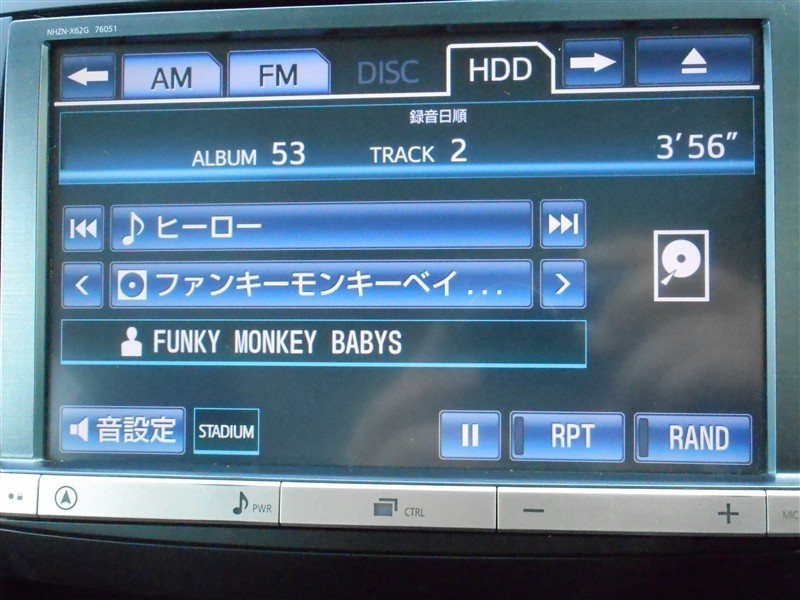 NHZN-X62G 76051
AM FM DISC HDD
録音日順
ALBUM 53 TRACK 2 3'56"
ヒーロー
ファンキーモンキーベイ...
FUNKY MONKEY BABYS
音設定 STADIUM RPT RAND
PWR CTRL MIC